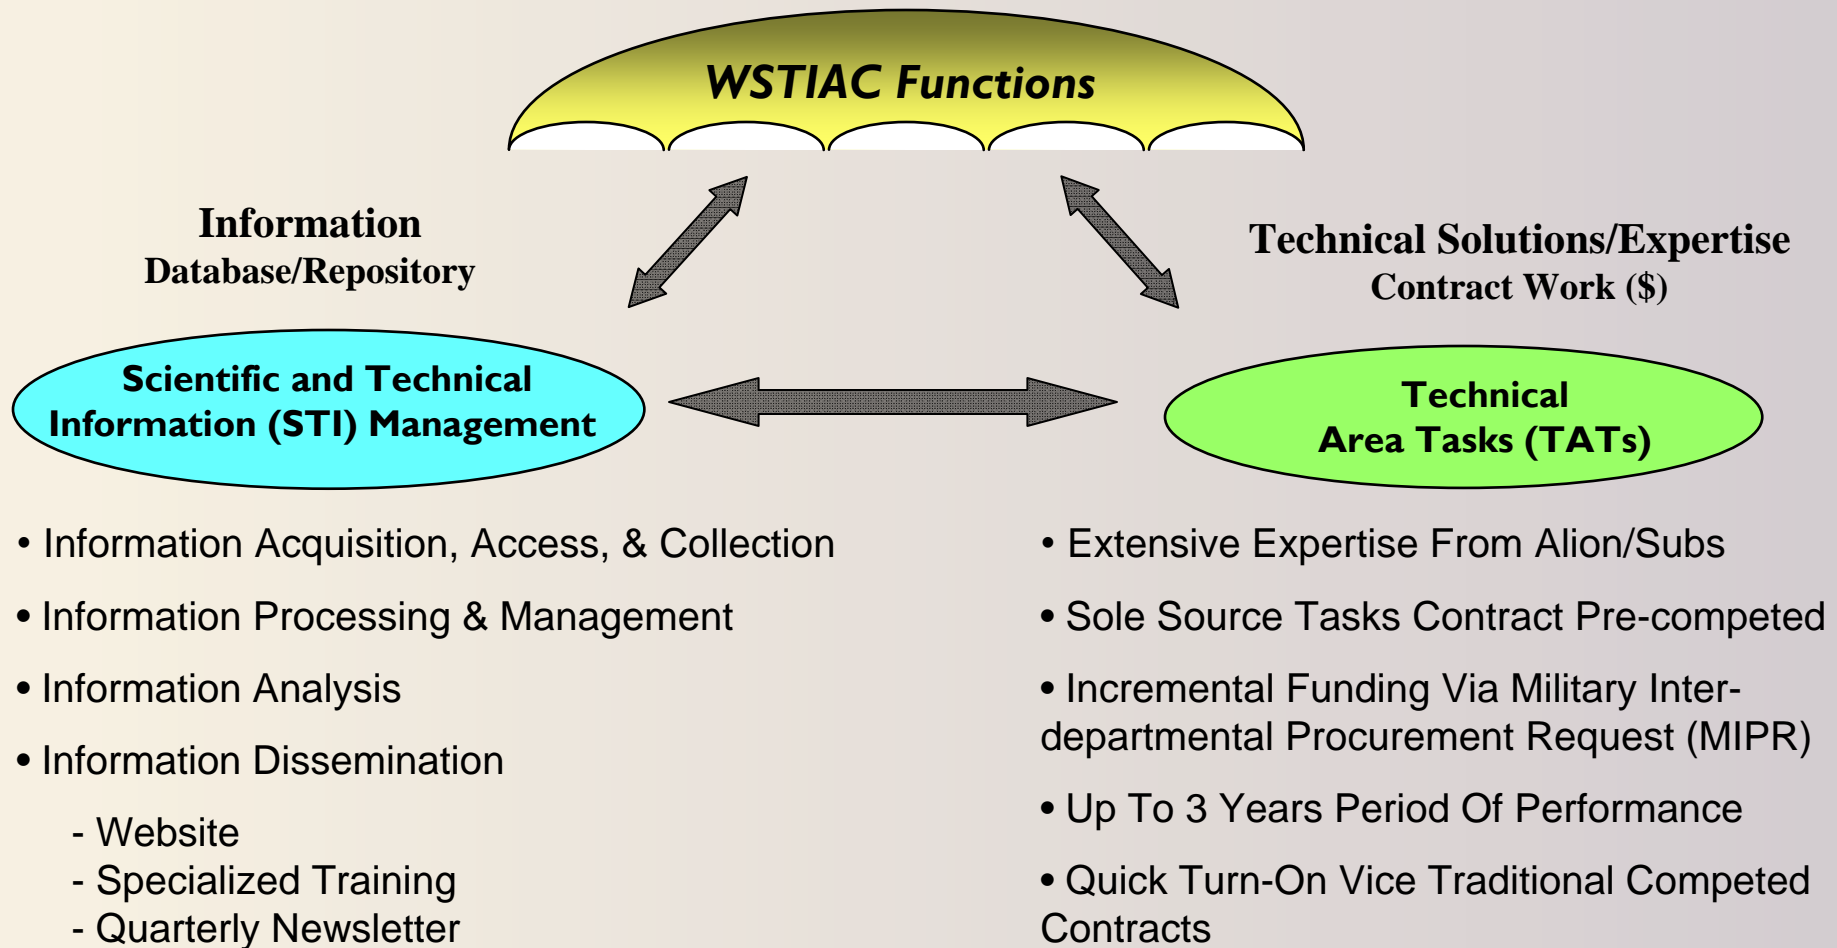 WSTIAC Functions
Information
Database/Repository
Technical Solutions/Expertise
Contract Work ($)
Scientific and Technical
Information (STI) Management
Technical
Area Tasks (TATs)
• Information Acquisition, Access, & Collection
• Information Processing & Management
• Information Analysis
• Information Dissemination
- Website
- Specialized Training
- Quarterly Newsletter
• Extensive Expertise From Alion/Subs
• Sole Source Tasks Contract Pre-competed
• Incremental Funding Via Military Inter-
departmental Procurement Request (MIPR)
• Up To 3 Years Period Of Performance
• Quick Turn-On Vice Traditional Competed
Contracts